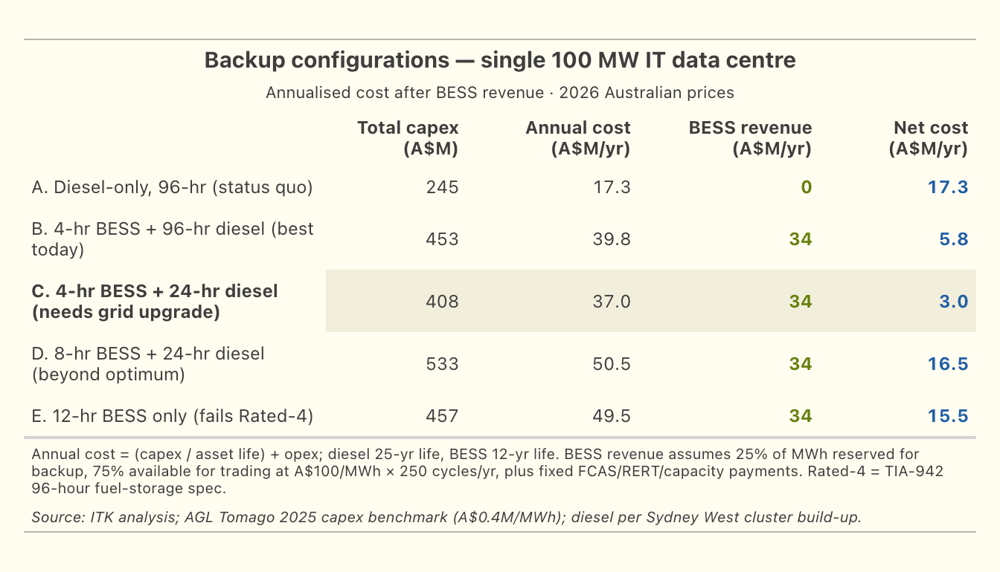 Backup configurations — single 100 MW IT data centre
Annualised cost after BESS revenue · 2026 Australian prices
Total capex (A$M) Annual cost (A$M/yr) BESS revenue (A$M/yr) Net cost (A$M/yr)
A. Diesel-only, 96-hr (status quo) 245 17.3 0 17.3
B. 4-hr BESS + 96-hr diesel (best today) 453 39.8 34 5.8
C. 4-hr BESS + 24-hr diesel (needs grid upgrade) 408 37.0 34 3.0
D. 8-hr BESS + 24-hr diesel (beyond optimum) 533 50.5 34 16.5
E. 12-hr BESS only (fails Rated-4) 457 49.5 34 15.5
Annual cost = (capex / asset life) + opex; diesel 25-yr life, BESS 12-yr life. BESS revenue assumes 25% of MWh reserved for
backup, 75% available for trading at A$100/MWh × 250 cycles/yr, plus fixed FCAS/RERT/capacity payments. Rated-4 = TIA-942
96-hour fuel-storage spec.
Source: ITK analysis; AGL Tomago 2025 capex benchmark (A$0.4M/MWh); diesel per Sydney West cluster build-up.